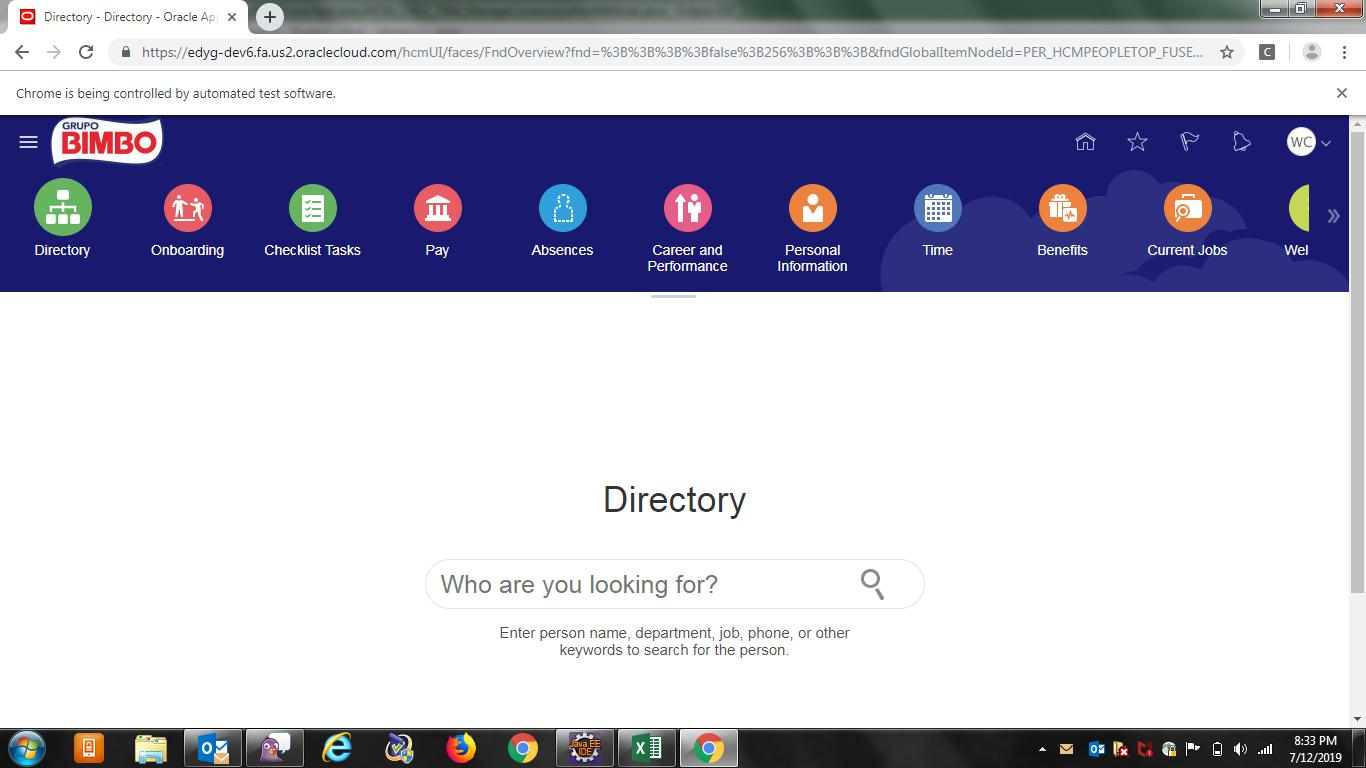 Directory - Directory - Oracle App
https://edyg-dev6.fa.us2.oraclecloud.com/hcmUI/faces/FndOverview?fnd=%3B%3B%3B%3Bfalse%3B256%3B%3B%3B&fndGlobalItemNodeId=PER_HCMPEOPLETOP_FUSE...
C
Chrome is being controlled by automated test software.
GRUPO
BIMBO
WC
Directory
Onboarding
Checklist Tasks
Pay
Absences
Career and
Performance
Personal
Information
Time
Benefits
Current Jobs
Wel
Directory
Who are you looking for?
Enter person name, department, job, phone, or other
keywords to search for the person.
Java EE
IDE
8:33 PM
7/12/2019